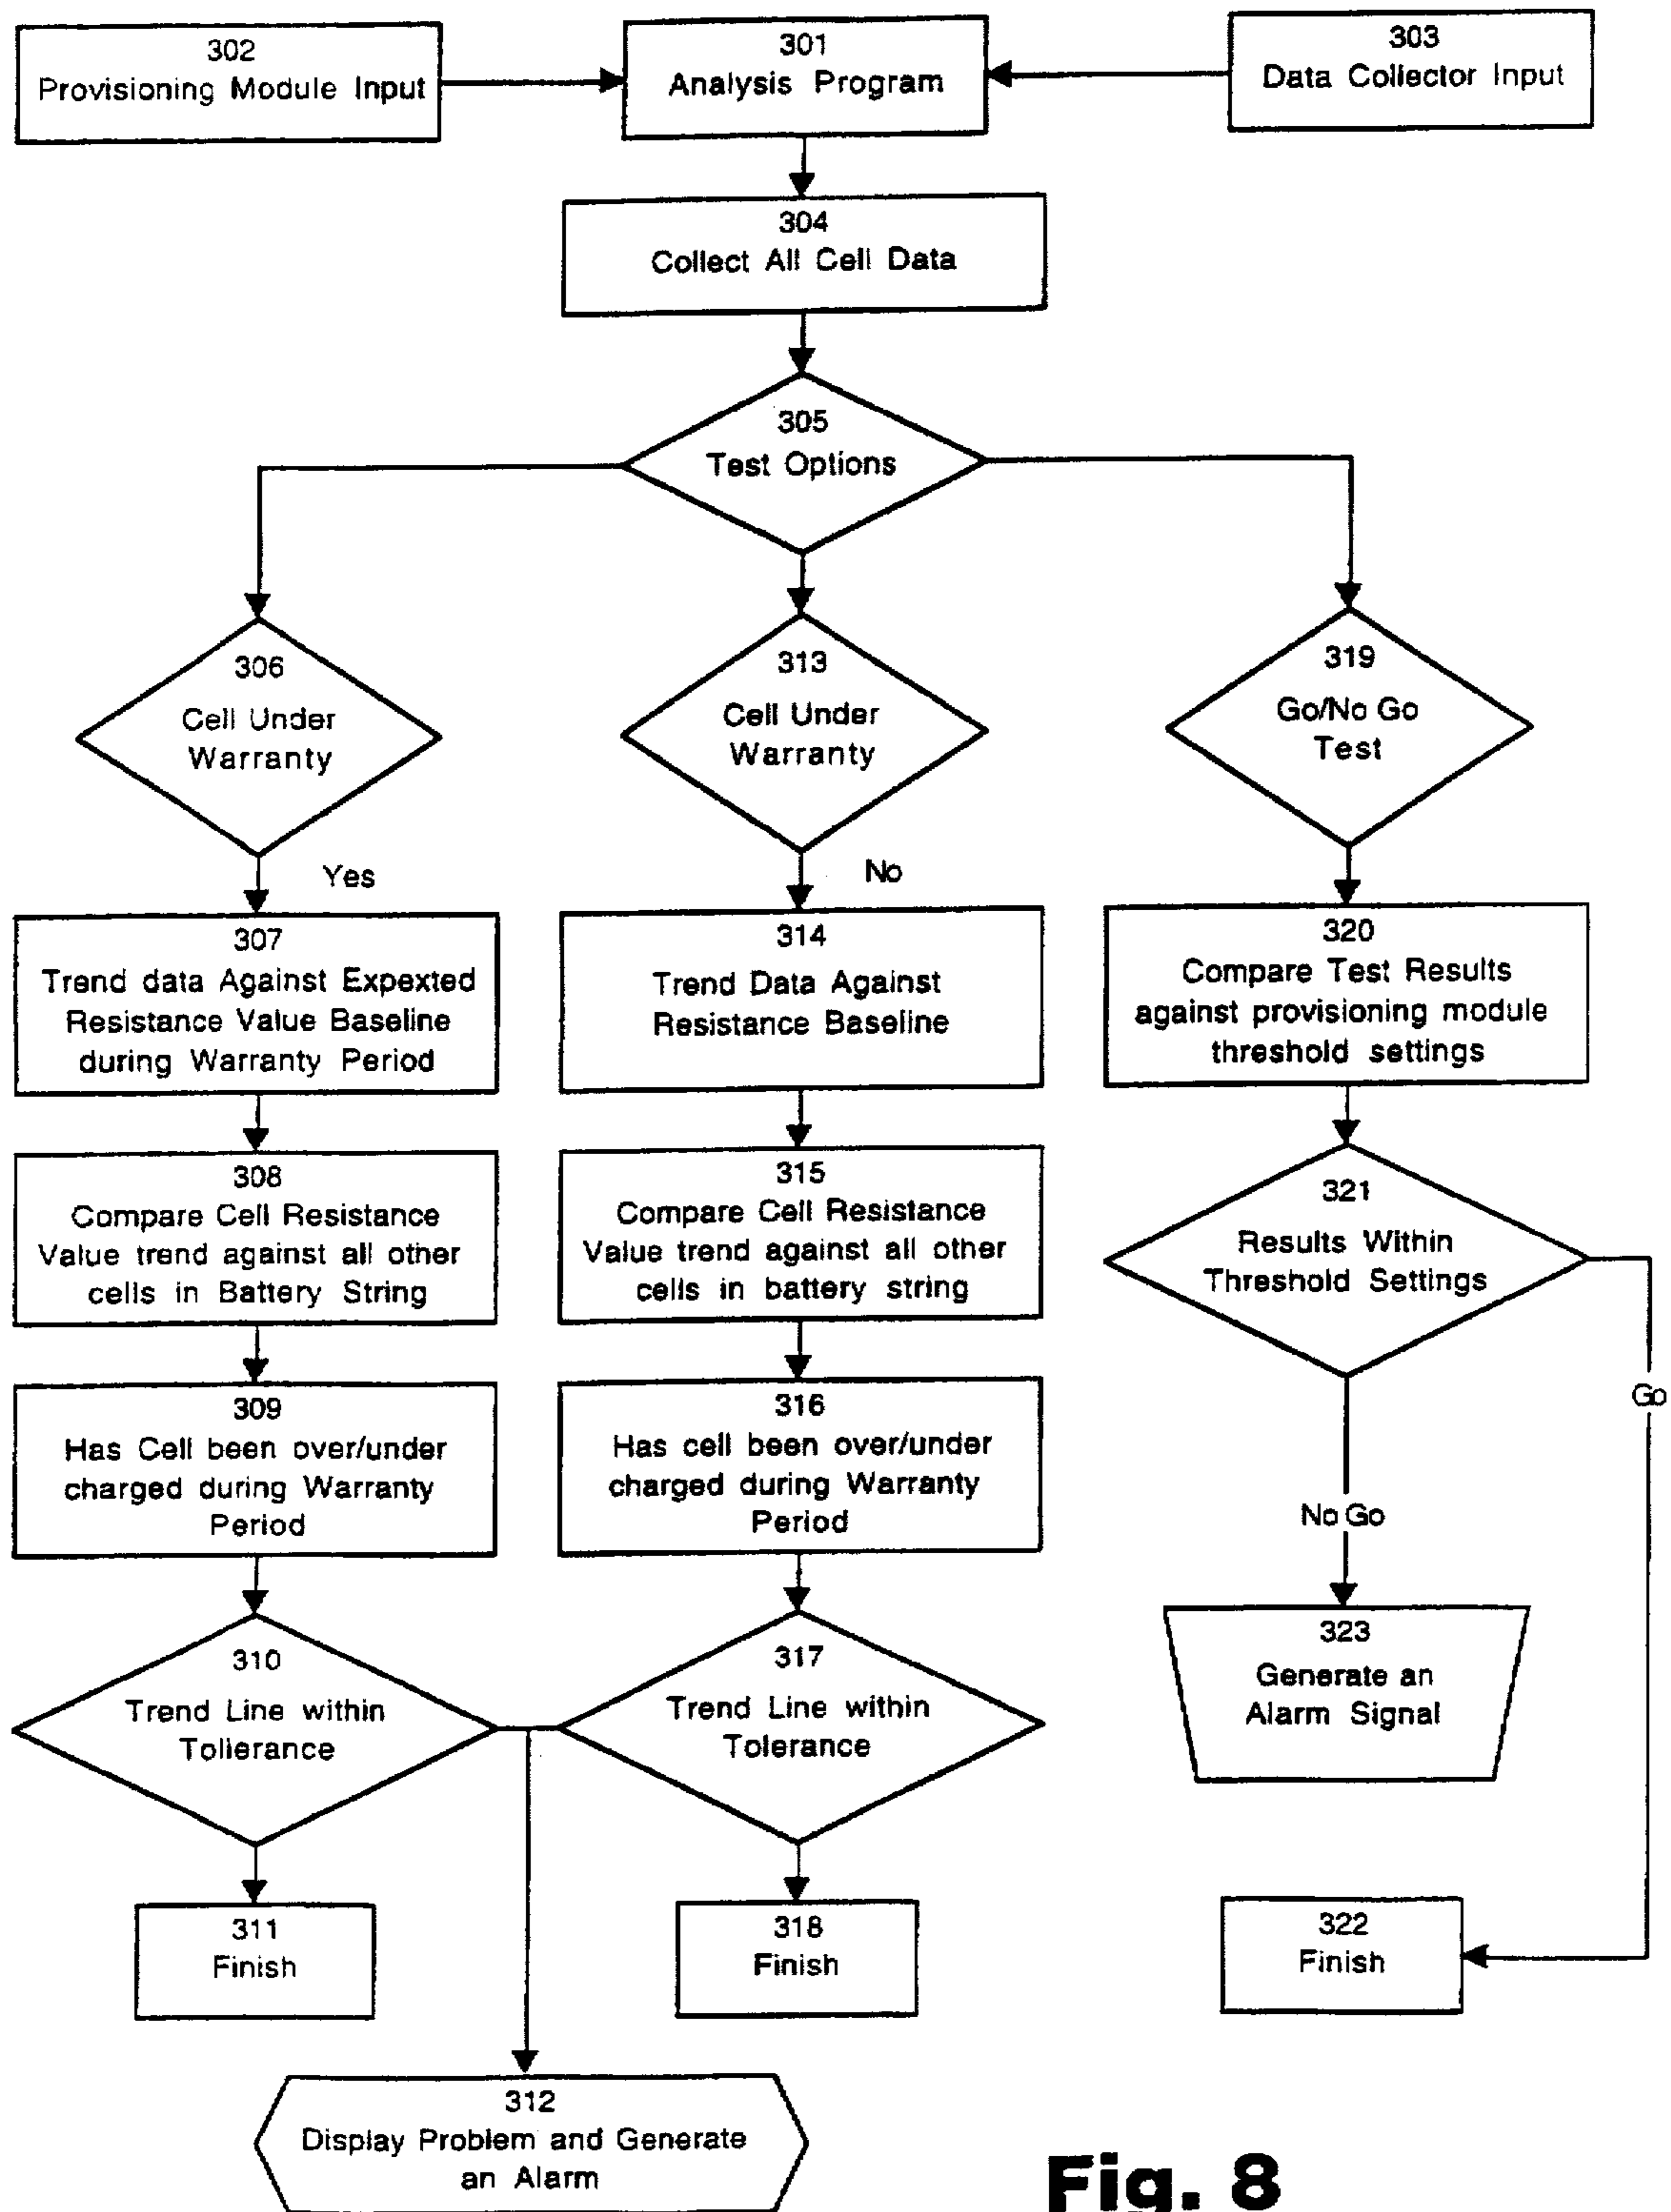 302
Provisioning Module Input
301
Analysis Program
303
Data Collector Input
304
Collect All Cell Data
305
Test Options
306
Cell Under
Warranty
Yes
313
Cell Under
Warranty
No
319
Go/No Go
Test
307
Trend data Against Expexted
Resistance Value Baseline
during Warranty Period
314
Trend Data Against
Resistance Baseline
320
Compare Test Results
against provisioning module
threshold settings
308
Compare Cell Resistance
Value trend against all other
cells in Battery String
315
Compare Cell Resistance
Value trend against all other
cells in battery string
321
Results Within
Threshold Settings
Go
No Go
309
Has Cell been over/under
charged during Warranty
Period
316
Has cell been over/under
charged during Warranty
Period
310
Trend Line within
Tollerance
317
Trend Line within
Tolerance
323
Generate an
Alarm Signal
311
Finish
318
Finish
322
Finish
312
Display Problem and Generate
an Alarm
Fig. 8